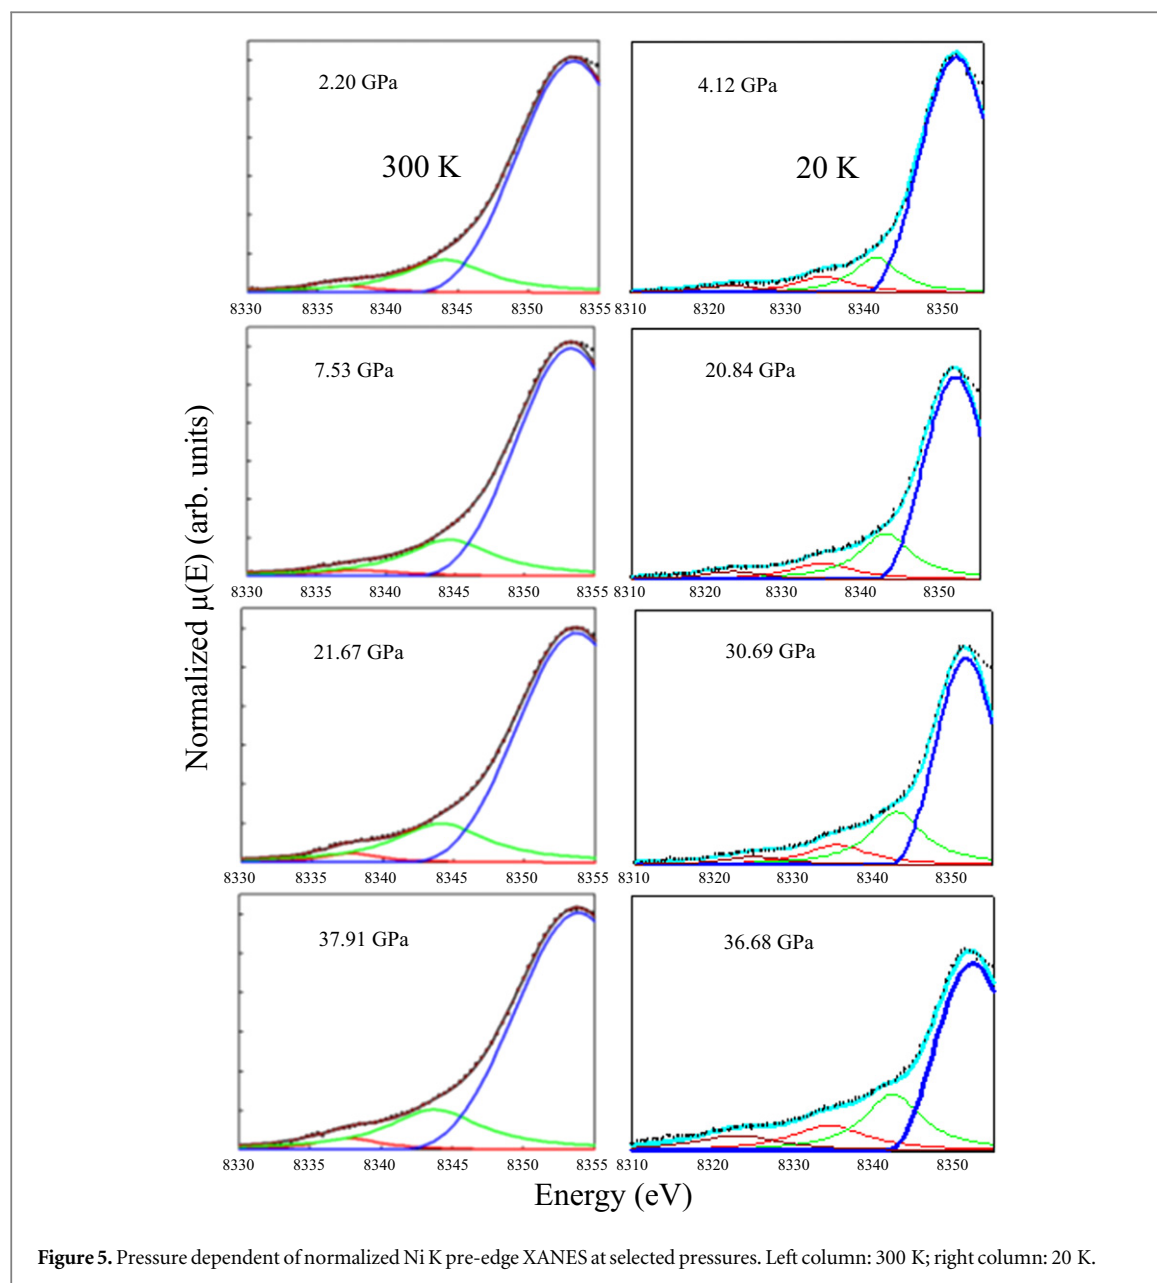 2.20 GPa
300 K
8330 8335 8340 8345 8350 8355
4.12 GPa
20 K
8310 8320 8330 8340 8350
7.53 GPa
8330 8335 8340 8345 8350 8355
20.84 GPa
8310 8320 8330 8340 8350
21.67 GPa
8330 8335 8340 8345 8350 8355
30.69 GPa
8310 8320 8330 8340 8350
37.91 GPa
8330 8335 8340 8345 8350 8355
36.68 GPa
8310 8320 8330 8340 8350
Normalized μ(E) (arb. units)
Energy (eV)
Figure 5. Pressure dependent of normalized Ni K pre-edge XANES at selected pressures. Left column: 300 K; right column: 20 K.